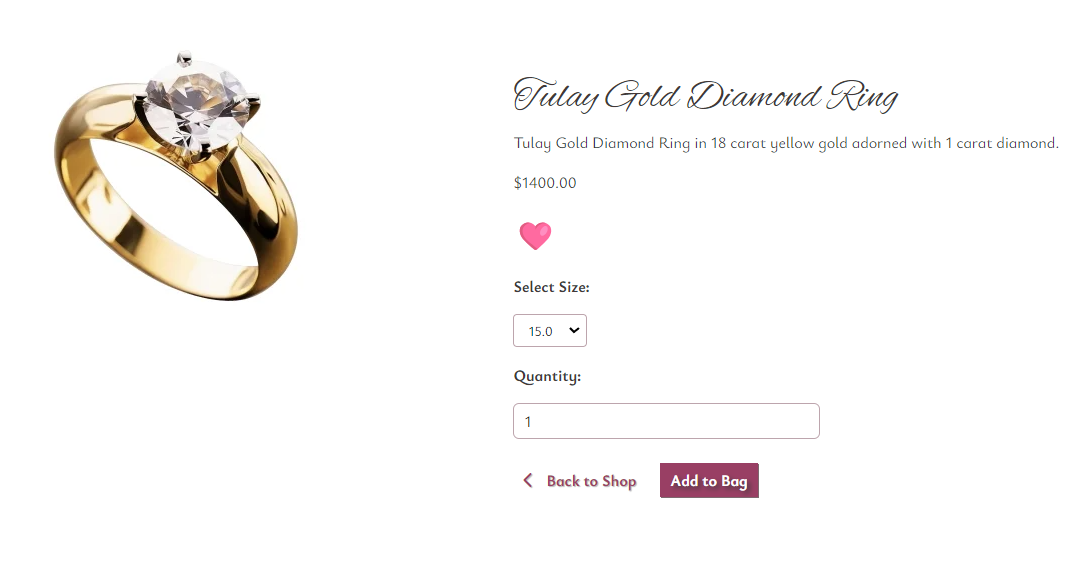 Tulay Gold Diamond Ring
Tulay Gold Diamond Ring in 18 carat yellow gold adorned with 1 carat diamond.
$1400.00
Select Size:
15.0
Quantity:
1
Back to Shop
Add to Bag